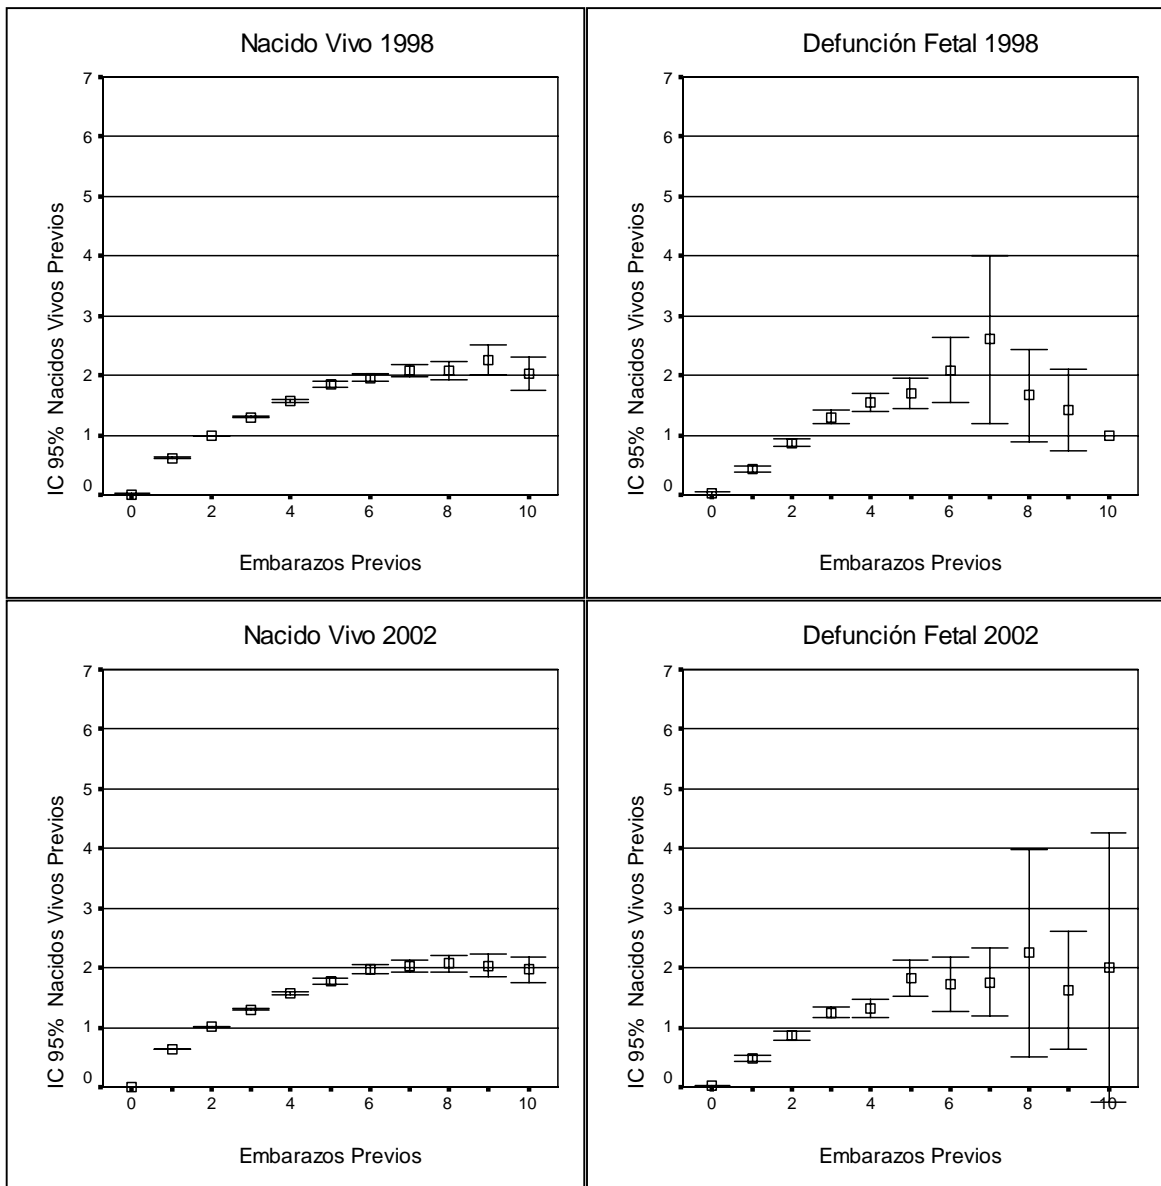 Nacido Vivo 1998
7
6
5
4
3
2
1
0
IC 95% Nacidos Vivos Previos
0 2 4 6 8 10
Embarazos Previos
Defunción Fetal 1998
7
6
5
4
3
2
1
0
IC 95% Nacidos Vivos Previos
0 2 4 6 8 10
Embarazos Previos
Nacido Vivo 2002
7
6
5
4
3
2
1
0
IC 95% Nacidos Vivos Previos
0 2 4 6 8 10
Embarazos Previos
Defunción Fetal 2002
7
6
5
4
3
2
1
0
IC 95% Nacidos Vivos Previos
0 2 4 6 8 10
Embarazos Previos